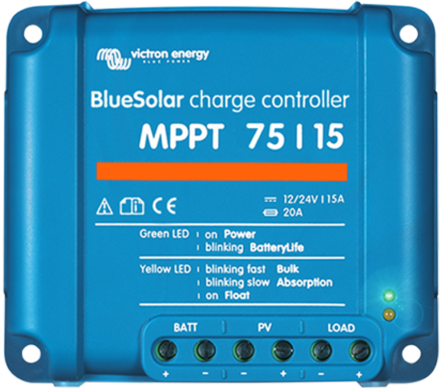 victron energy
BLUE POWER
BlueSolar charge controller
MPPT 75 | 15
12/24V | 15A
20A
CE
Green LED : on Power
: blinking BatteryLife
Yellow LED : blinking fast Bulk
: blinking slow Absorption
: on Float
BATT PV LOAD
+ − − + − +